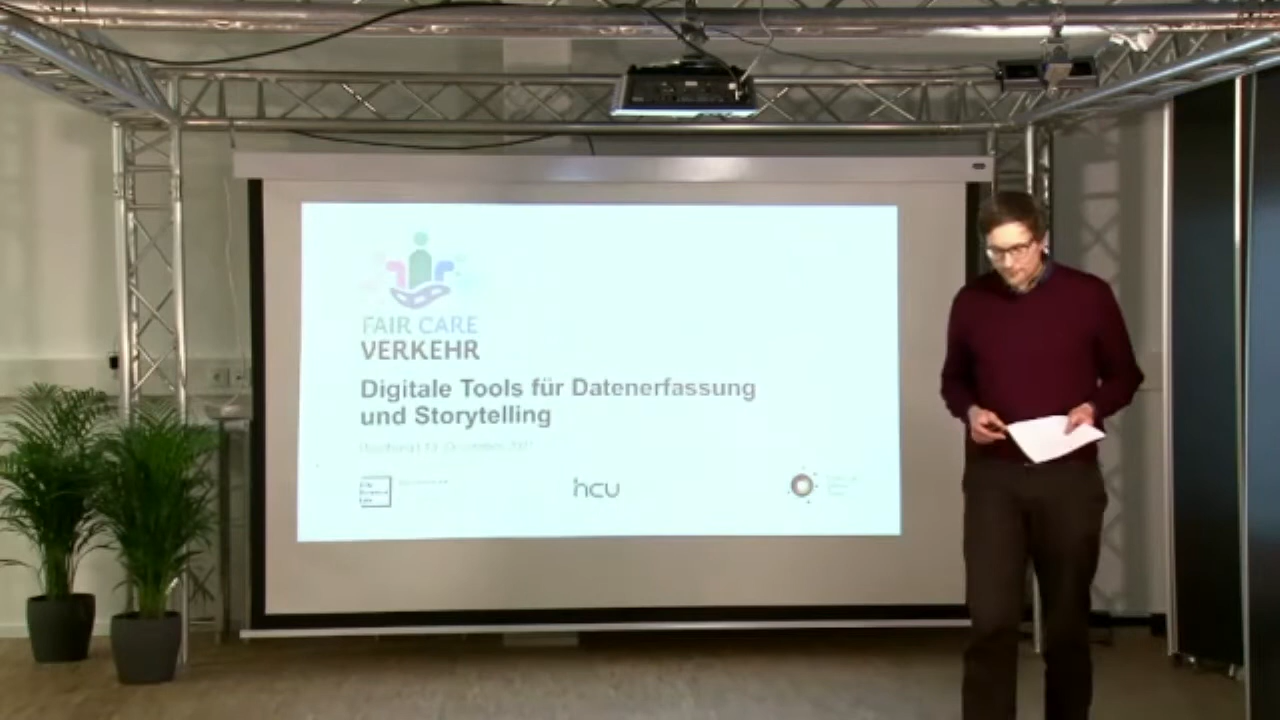 FAIR CARE
VERKEHR
Digitale Tools für Datenerfassung
und Storytelling
hcu